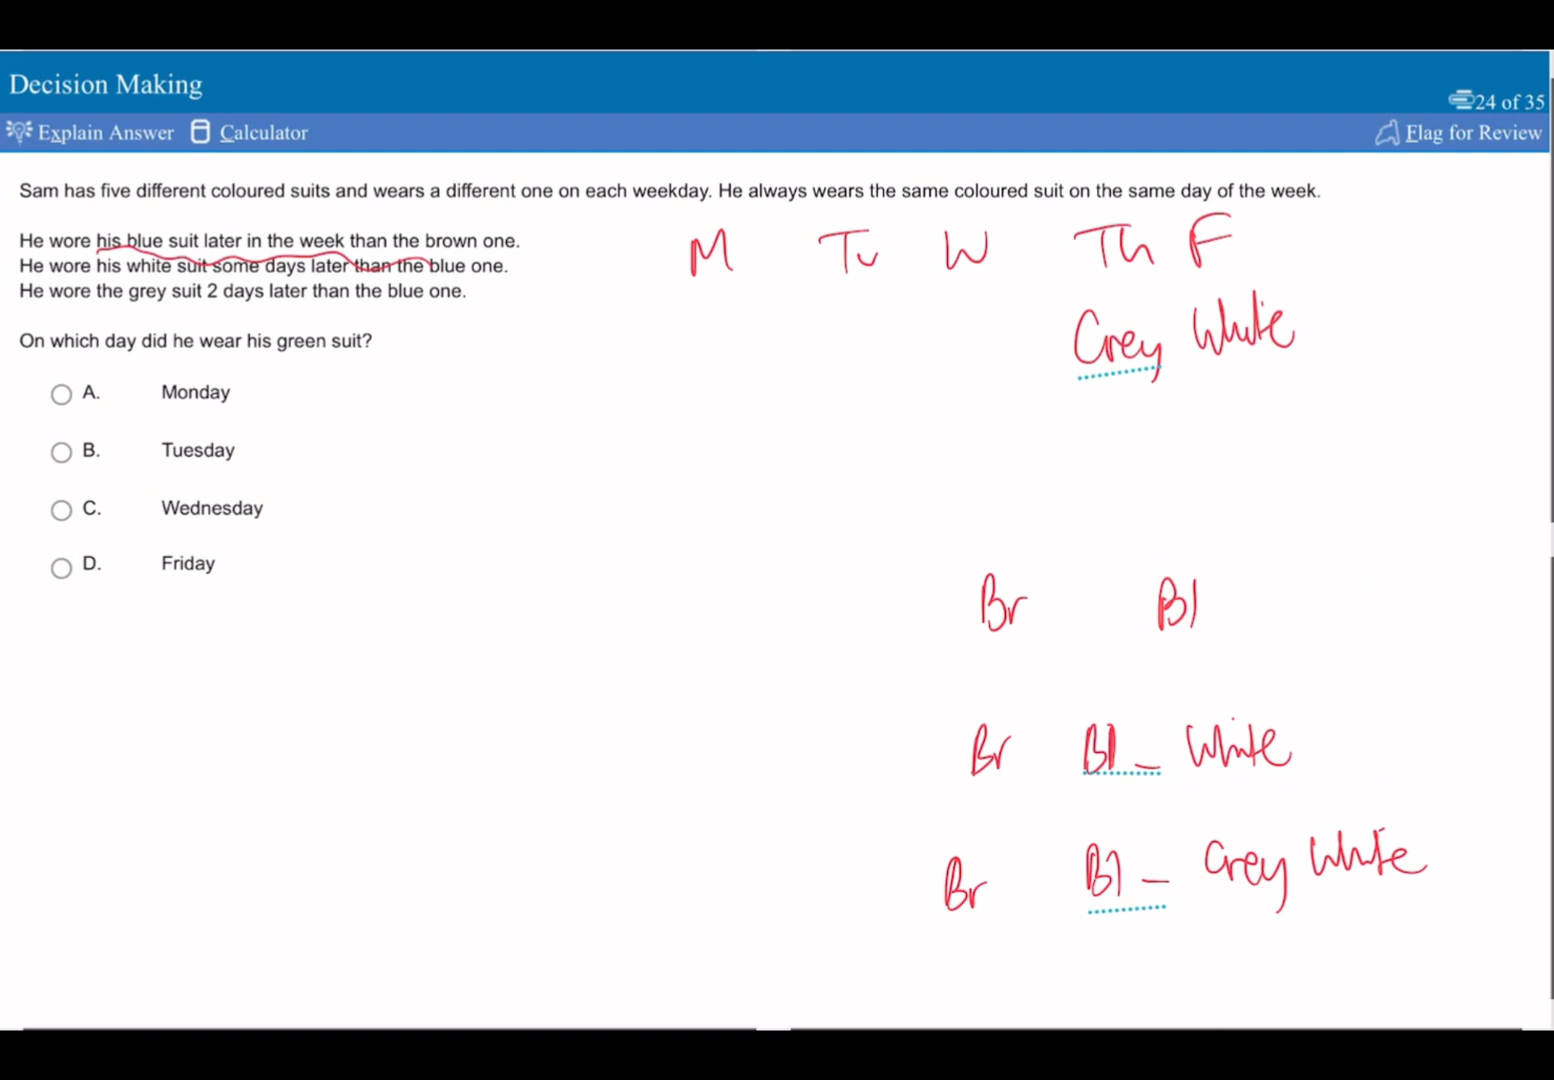 Decision Making
24 of 35
Explain Answer Calculator
Flag for Review
Sam has five different coloured suits and wears a different one on each weekday. He always wears the same coloured suit on the same day of the week.
He wore his blue suit later in the week than the brown one.
He wore his white suit some days later than the blue one.
He wore the grey suit 2 days later than the blue one.
M Tu W Th F
Grey White
On which day did he wear his green suit?
A. Monday
B. Tuesday
C. Wednesday
D. Friday
Br Bl
Br Bl _ White
Br Bl _ Grey White